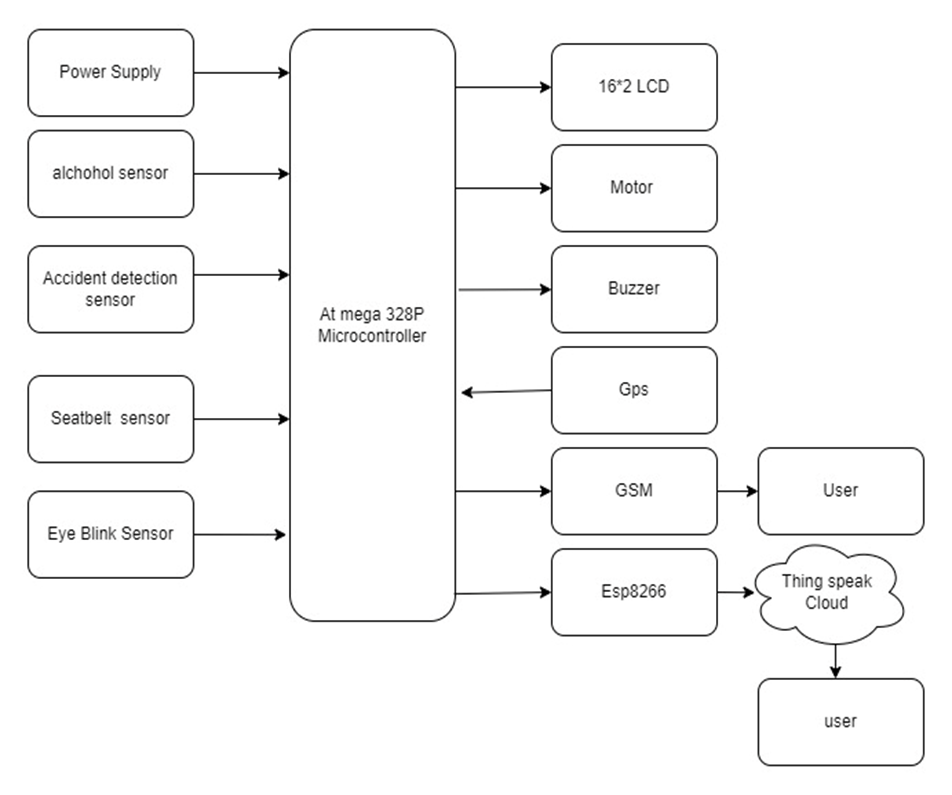 Power Supply
alchohol sensor
Accident detection
sensor
Seatbelt  sensor
Eye Blink Sensor
At mega 328P
Microcontroller
16*2 LCD
Motor
Buzzer
Gps
GSM
User
Esp8266
Thing speak
Cloud
user